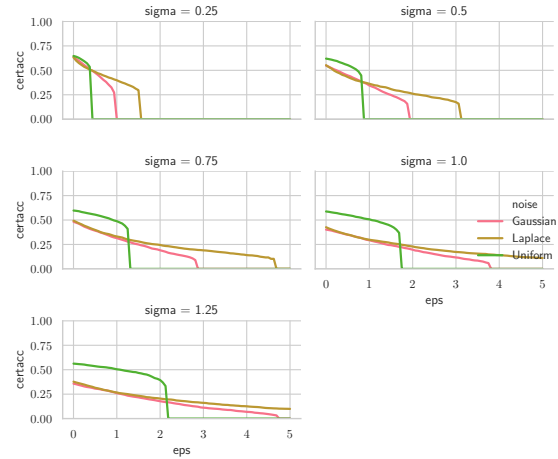 sigma = 0.25
sigma = 0.5
1.00
0.75
0.50
0.25
0.00
certacc
sigma = 0.75
sigma = 1.0
1.00
0.75
0.50
0.25
0.00
certacc
noise
Gaussian
Laplace
Uniform
0 1 2 3 4 5
eps
sigma = 1.25
1.00
0.75
0.50
0.25
0.00
certacc
0 1 2 3 4 5
eps